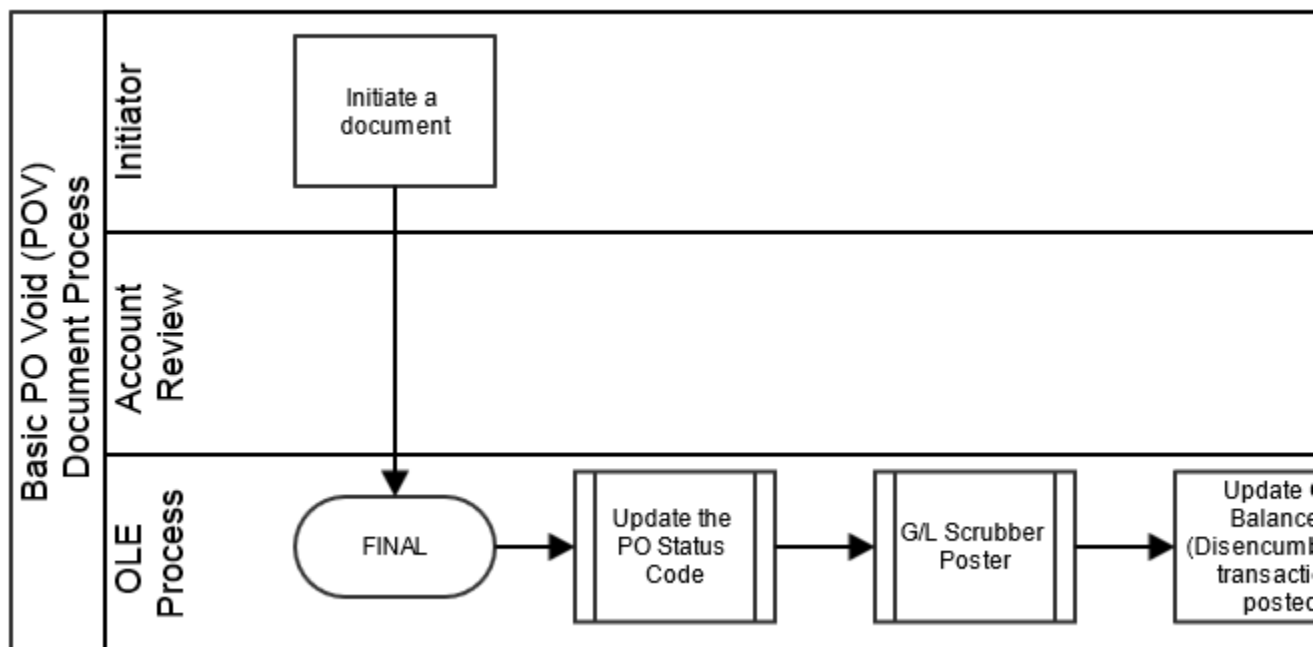 Basic PO Void (POV)
Document Process
Initiator
Initiate a
document
Account
Review
OLE
Process
FINAL
Update the
PO Status
Code
G/L Scrubber
Poster
Update